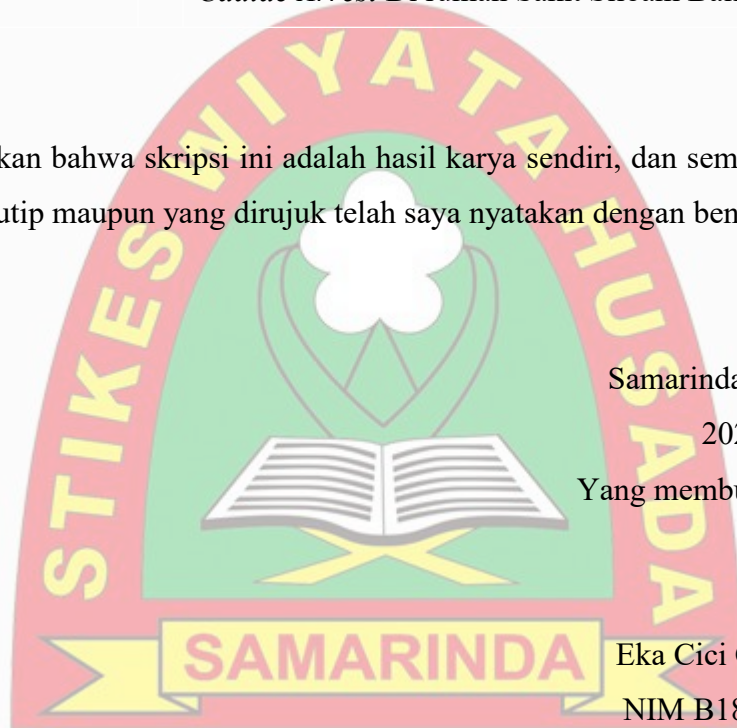 kan bahwa skripsi ini adalah hasil karya sendiri, dan sem
utip maupun yang dirujuk telah saya nyatakan dengan ben
Samarinda
202
Yang membu
Eka Cici
NIM B18
STIKES WIYATA HUSADA
SAMARINDA